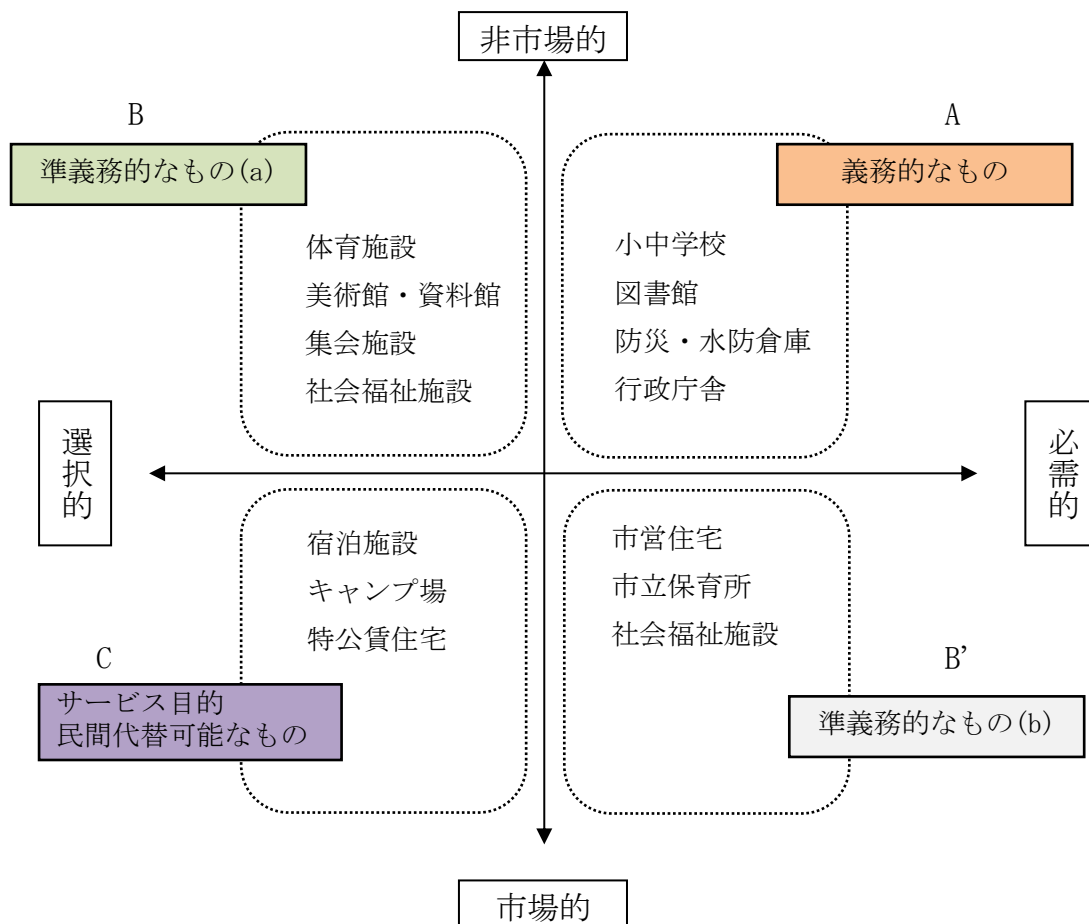 非市場的
B
準義務的なもの(a)
体育施設
美術館・資料館
集会施設
社会福祉施設
A
義務的なもの
小中学校
図書館
防災・水防倉庫
行政庁舎
選択的
必需的
宿泊施設
キャンプ場
特公賃住宅
C
サービス目的
民間代替可能なもの
市営住宅
市立保育所
社会福祉施設
B’
準義務的なもの(b)
市場的